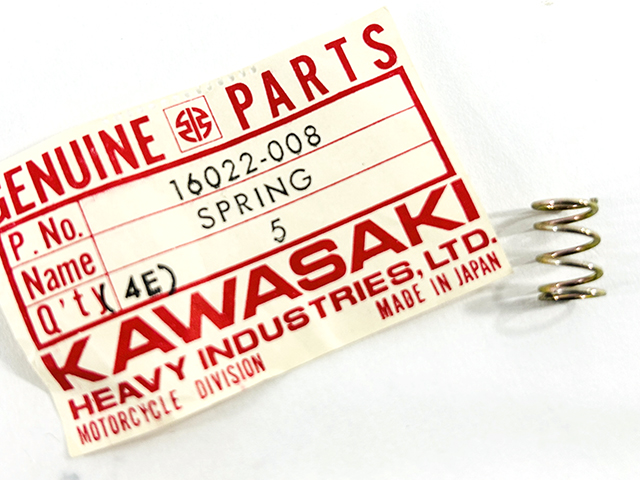 GENUINE PARTS
P. No. 16022-008
Name SPRING
Q'ty 5
(4E)
KAWASAKI
HEAVY INDUSTRIES, LTD.
MOTORCYCLE DIVISION MADE IN JAPAN